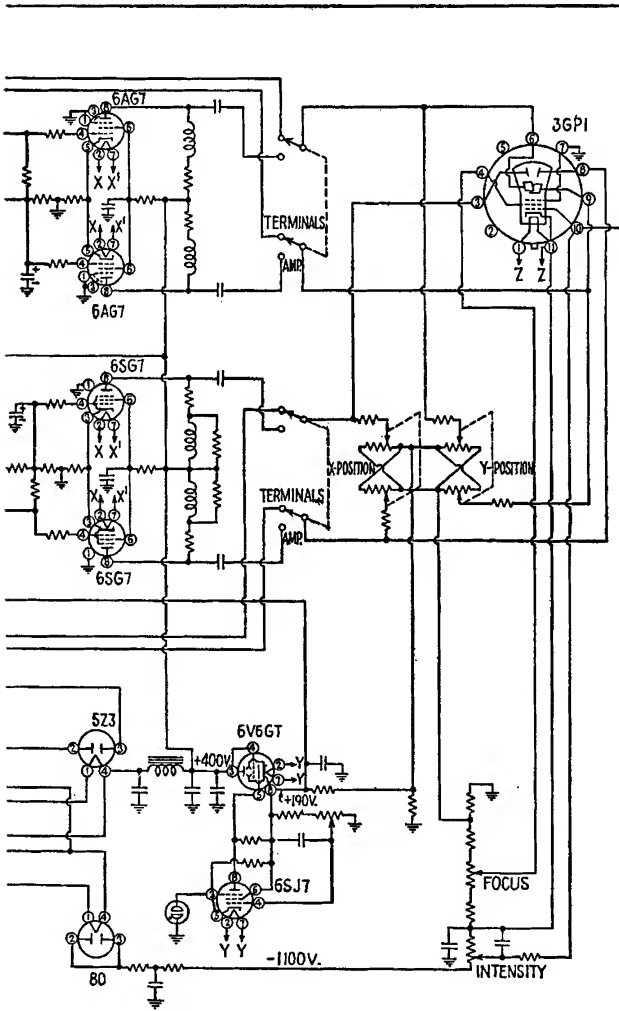 6AG7
3GP1
X X'
TERMINALS
X X'
AMP.
6AG7
Z Z
6SG7
X X'
X-POSITION
Y-POSITION
TERMINALS
X X'
AMP.
6SG7
5Z3
6V6GT
+400V.
Y
Y
+190V.
6SJ7
FOCUS
Y Y
-1100V.
INTENSITY
80